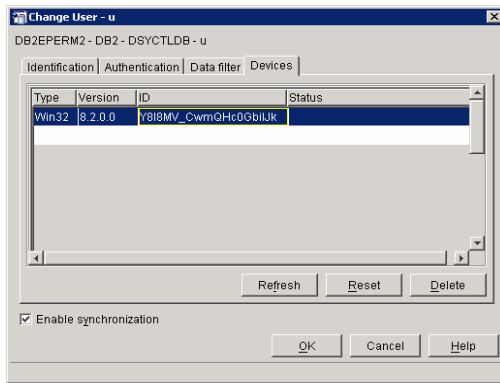 Change User - u
DB2EPERM2 - DB2 - DSYCTLDB - u
Identification Authentication Data filter Devices
Type Version ID Status
Win32 8.2.0.0 Y8I8MV_CwmQHc0GbilJk
Refresh Reset Delete
Enable synchronization
OK Cancel Help